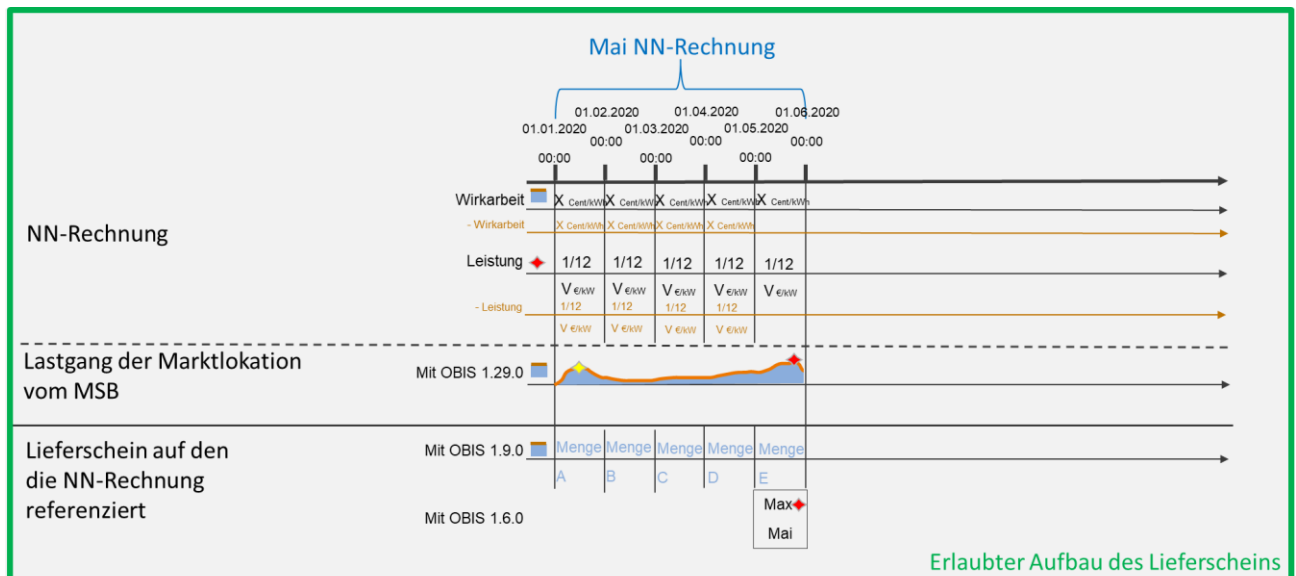 Mai NN-Rechnung
01.02.2020 01.04.2020 01.06.2020
01.01.2020 01.03.2020 01.05.2020
00:00 00:00 00:00
00:00 00:00 00:00
NN-Rechnung
Wirkarbeit X Cent/kWh X Cent/kWh X Cent/kWh X Cent/kWh X Cent/kWh
- Wirkarbeit X Cent/kWh X Cent/kWh X Cent/kWh X Cent/kWh
Leistung 1/12 1/12 1/12 1/12 1/12
V €/kW V €/kW V €/kW V €/kW V €/kW
- Leistung 1/12 1/12 1/12 1/12
V €/kW V €/kW V €/kW V €/kW
Lastgang der Marktlokation
vom MSB
Mit OBIS 1.29.0
Lieferschein auf den
die NN-Rechnung
referenziert
Mit OBIS 1.9.0 Menge Menge Menge Menge Menge
A B C D E
Mit OBIS 1.6.0
Max
Mai
Erlaubter Aufbau des Lieferscheins